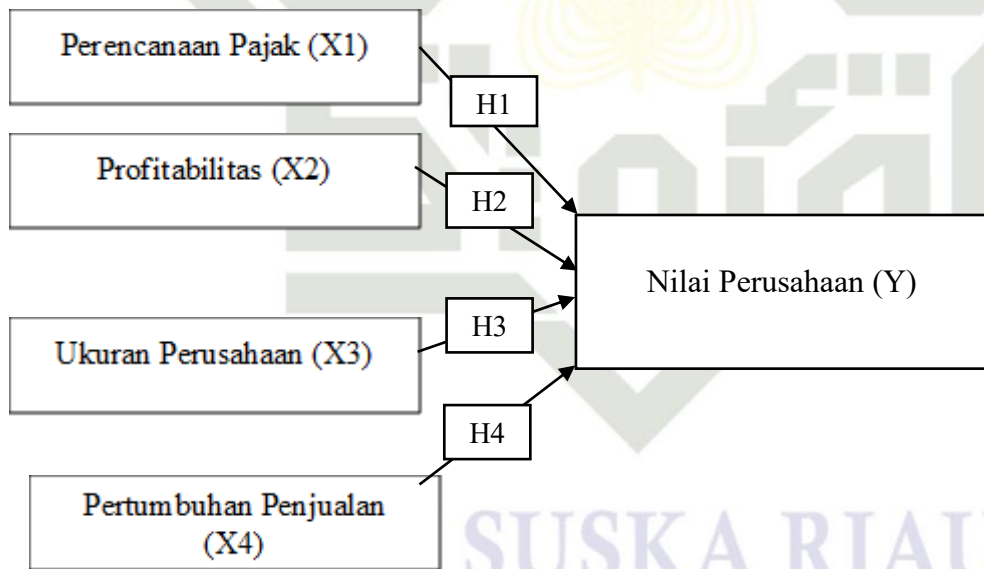 Perencanaan Pajak (X1)
H1
Profitabilitas (X2)
H2
Nilai Perusahaan (Y)
H3
Ukuran Perusahaan (X3)
H4
Pertumbuhan Penjualan
(X4)
SUSKA RIAU